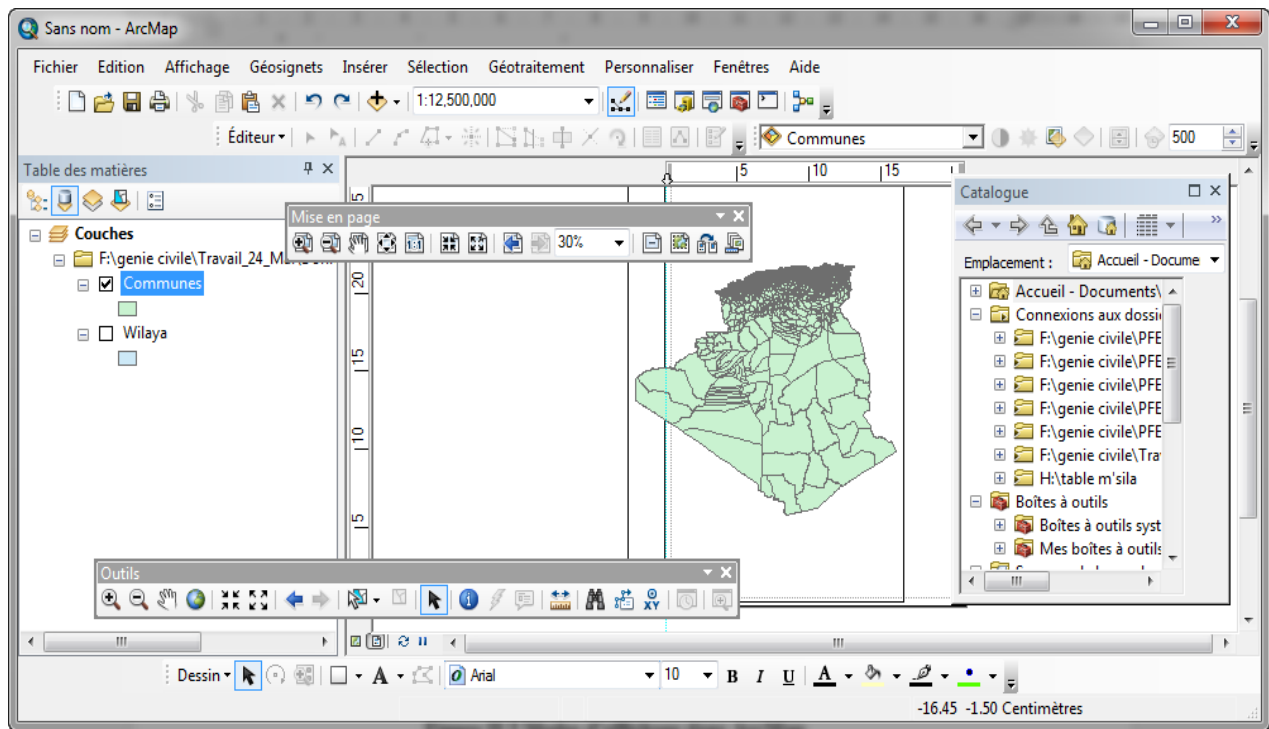 Sans nom - ArcMap
Fichier Edition Affichage Géosignets Insérer Sélection Géotraitement Personnaliser Fenêtres Aide
1:12,500,000
Éditeur Communes 500
Table des matières
5 10 15
Catalogue
Mise en page
Couches
30%
F:\genie civile\Travail_24_
Emplacement : Accueil - Docume
Communes
20
Accueil - Documents\
Connexions aux dossi
Wilaya
F:\genie civile\PFE
15
F:\genie civile\PFE
F:\genie civile\PFE
F:\genie civile\PFE
10
F:\genie civile\PFE
F:\genie civile\Tra
H:\table m'sila
Boîtes à outils
5
Boîtes à outils syst
Mes boîtes à outils
Outils
XY
Dessin A Arial 10 B I U A
-16.45 -1.50 Centimètres